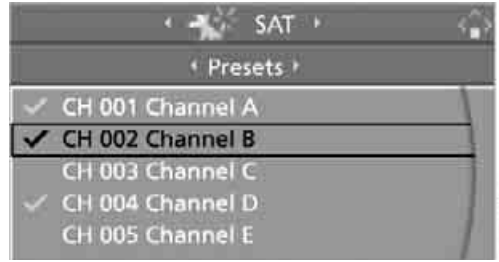 SAT
Presets
CH 001 Channel A
CH 002 Channel B
CH 003 Channel C
CH 004 Channel D
CH 005 Channel E